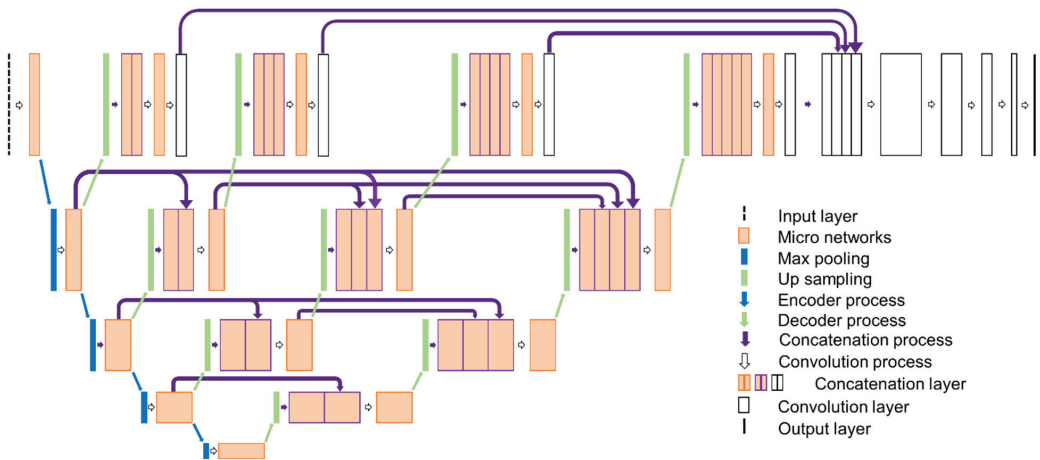 Input layer
Micro networks
Max pooling
Up sampling
Encoder process
Decoder process
Concatenation process
Convolution process
Concatenation layer
Convolution layer
Output layer